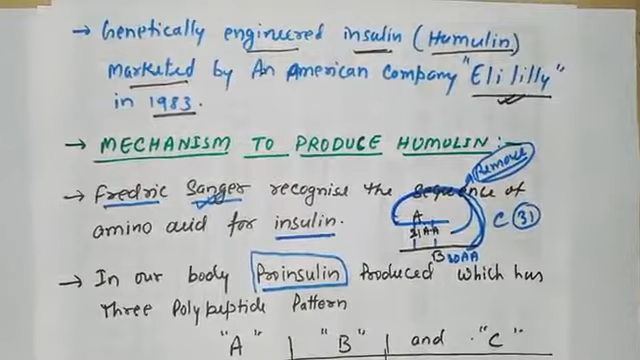 → Genetically engineered insulin (Humulin)
Marketed by An American company "Eli lilly"
in 1983.
→ MECHANISM TO PRODUCE HUMULIN :-
Remove
→ Fredric Sanger recognise the sequence of
amino acid for insulin.
A
21 AA
C 31
B 30AA
→ In our body Proinsulin Produced which has
three Polypeptide Pattern
"A" | "B" | and "C"